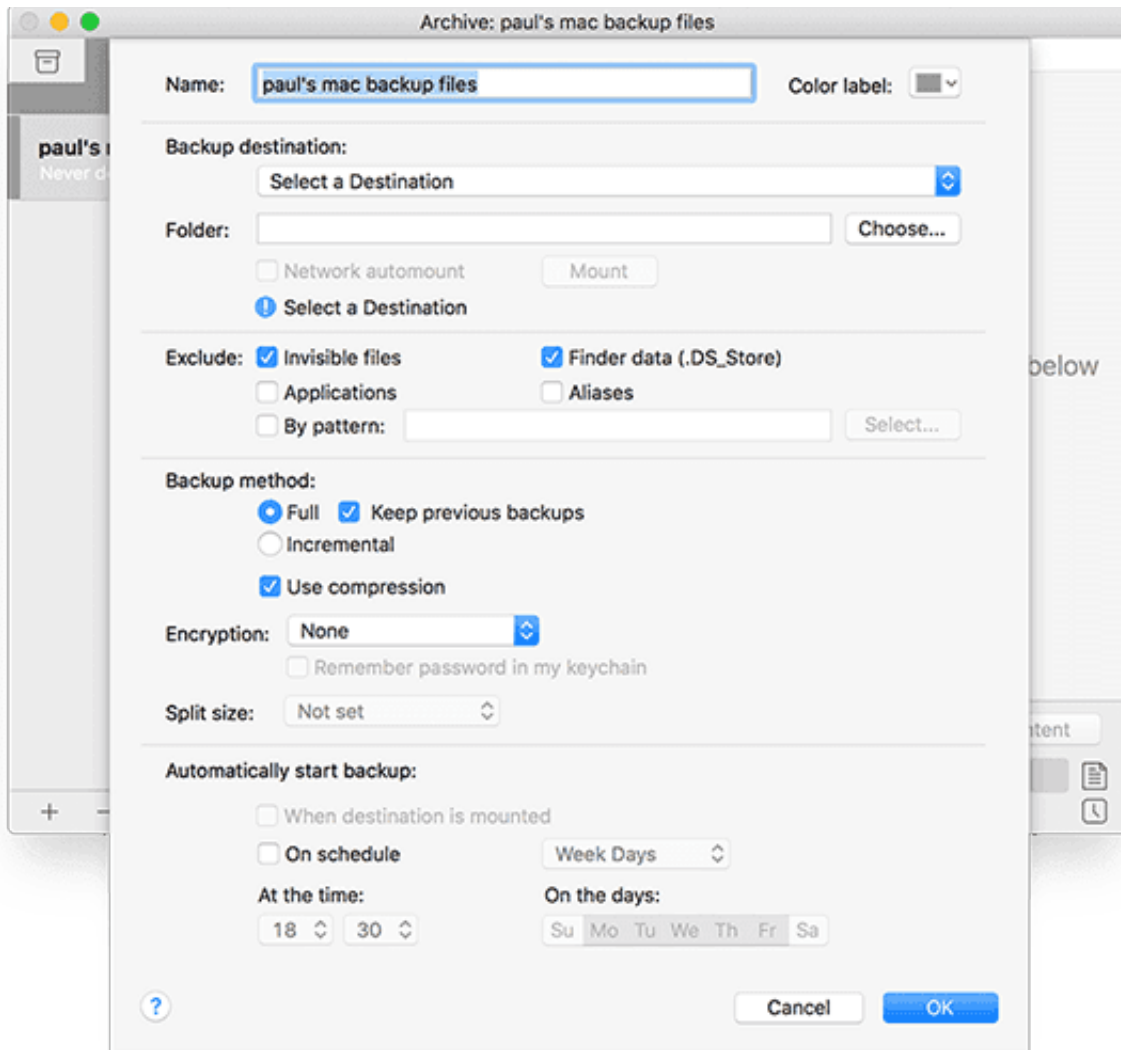 Archive: paul's mac backup files
Name: paul's mac backup files Color label:
paul's
Never
Backup destination:
Select a Destination
Folder: Choose...
Network automount Mount
Select a Destination
Exclude: Invisible files Finder data (.DS_Store)
below
Applications Aliases
By pattern: Select...
Backup method:
Full Keep previous backups
Incremental
Use compression
Encryption: None
Remember password in my keychain
Split size: Not set
Automatically start backup:
When destination is mounted
On schedule Week Days
At the time: On the days:
18 30 Su Mo Tu We Th Fr Sa
? Cancel OK